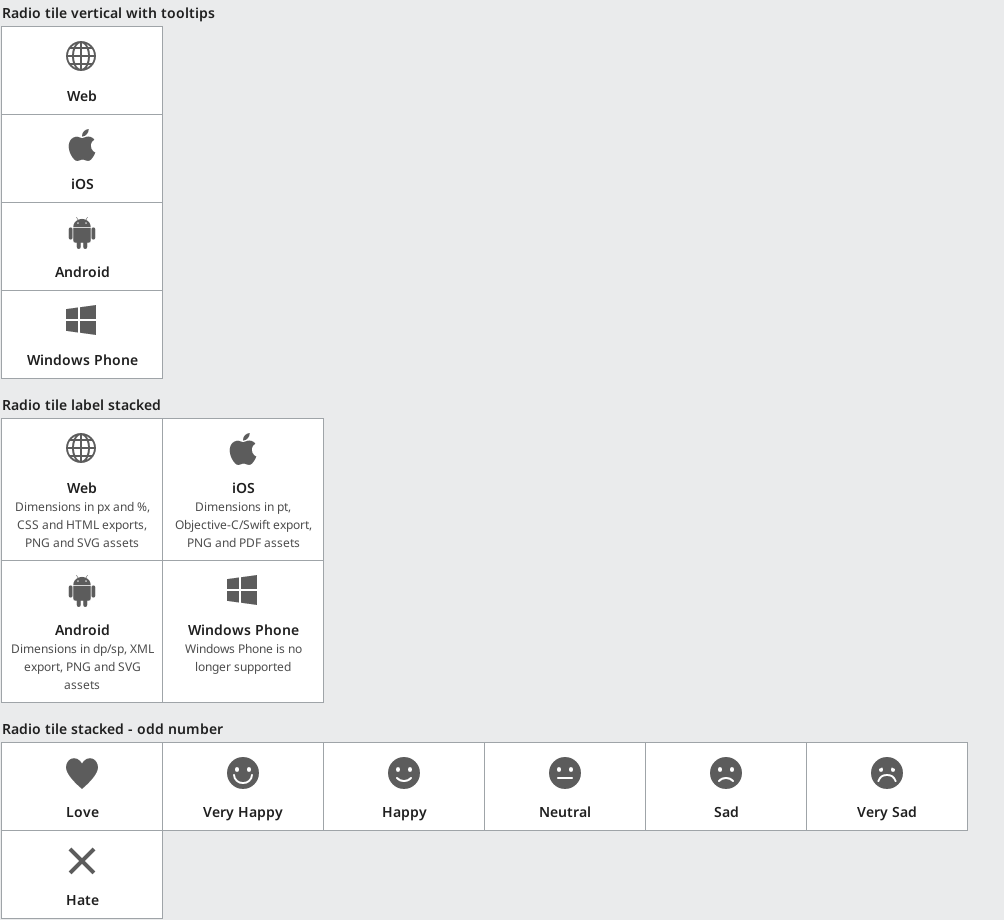 Radio tile vertical with tooltips
Web
iOS
Android
Windows Phone
Radio tile label stacked
Web
Dimensions in px and %,
CSS and HTML exports,
PNG and SVG assets
iOS
Dimensions in pt,
Objective-C/Swift export,
PNG and PDF assets
Android
Dimensions in dp/sp, XML
export, PNG and SVG
assets
Windows Phone
Windows Phone is no
longer supported
Radio tile stacked - odd number
Love
Very Happy
Happy
Neutral
Sad
Very Sad
Hate